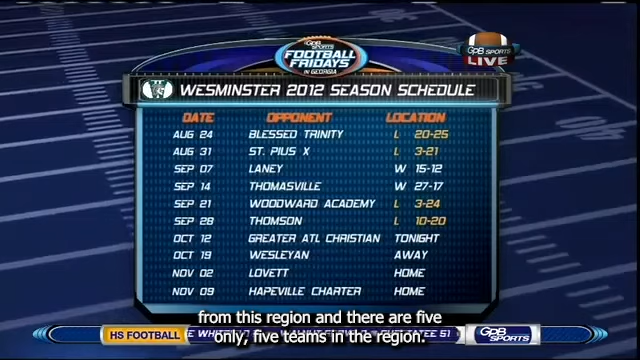 GPB SPORTS
FOOTBALL
FRIDAYS
IN GEORGIA
GPB SPORTS
LIVE
WESMINSTER 2012 SEASON SCHEDULE
DATE OPPONENT LOCATION
AUG 24 BLESSED TRINITY L 20-25
AUG 31 ST. PIUS X L 3-21
SEP 07 LANEY W 15-12
SEP 14 THOMASVILLE W 27-17
SEP 21 WOODWARD ACADEMY L 3-24
SEP 28 THOMSON L 10-20
OCT 12 GREATER ATL CHRISTIAN TONIGHT
OCT 19 WESLEYAN AWAY
NOV 02 LOVETT HOME
NOV 09 HAPEVILLE CHARTER HOME
from this region and there are five
only, five teams in the region.
HS FOOTBALL
GPB SPORTS